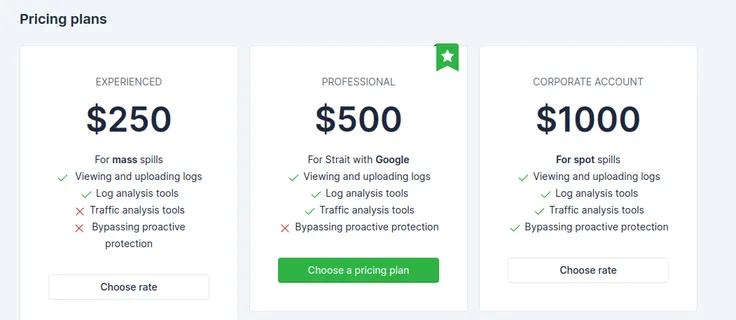 Pricing plans
EXPERIENCED
$250
For mass spills
Viewing and uploading logs
Log analysis tools
Traffic analysis tools
Bypassing proactive
protection
Choose rate
PROFESSIONAL
$500
For Strait with Google
Viewing and uploading logs
Log analysis tools
Traffic analysis tools
Bypassing proactive protection
Choose a pricing plan
CORPORATE ACCOUNT
$1000
For spot spills
Viewing and uploading logs
Log analysis tools
Traffic analysis tools
Bypassing proactive protection
Choose rate